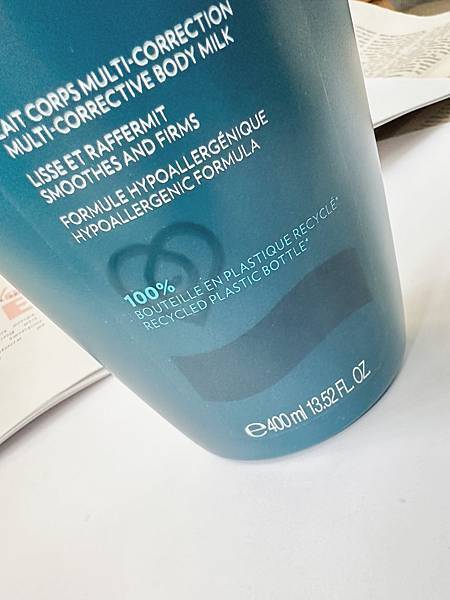 LAIT CORPS MULTI-CORRECTION
MULTI-CORRECTIVE BODY MILK
LISSE ET RAFFERMIT
SMOOTHES AND FIRMS
FORMULE HYPOALLERGÉNIQUE
HYPOALLERGENIC FORMULA
100%
BOUTEILLE EN PLASTIQUE RECYCLÉ*
RECYCLED PLASTIC BOTTLE*
℮400 ml 13.52 FL. OZ